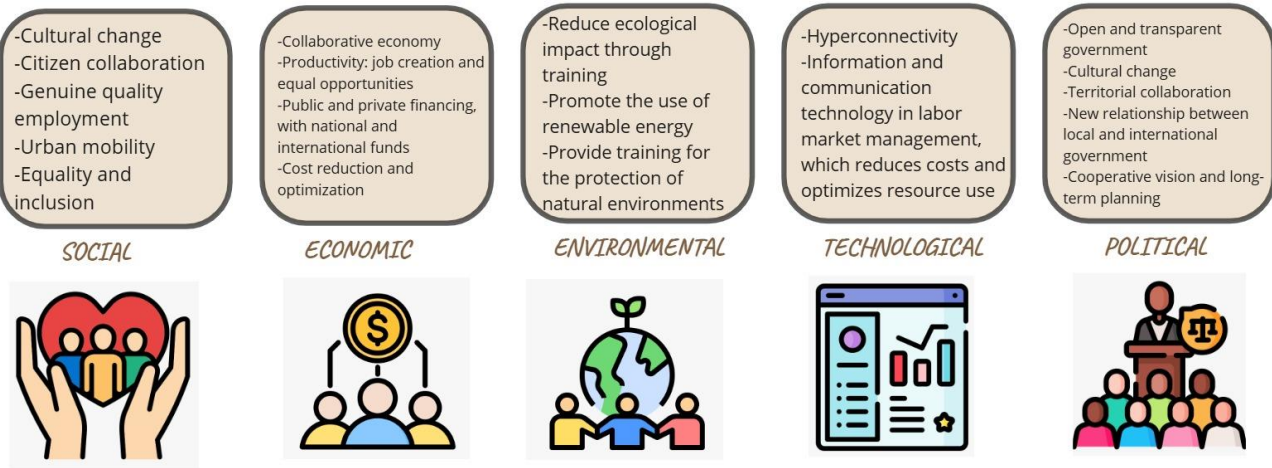 -Cultural change
-Citizen collaboration
-Genuine quality
employment
-Urban mobility
-Equality and
inclusion
SOCIAL
-Collaborative economy
-Productivity: job creation and
equal opportunities
-Public and private financing,
with national and
international funds
-Cost reduction and
optimization
ECONOMIC
-Reduce ecological
impact through
training
-Promote the use of
renewable energy
-Provide training for
the protection of
natural environments
ENVIRONMENTAL
-Hyperconnectivity
-Information and
communication
technology in labor
market management,
which reduces costs and
optimizes resource use
TECHNOLOGICAL
-Open and transparent
government
-Cultural change
-Territorial collaboration
-New relationship between
local and international
government
-Cooperative vision and long-
term planning
POLITICAL
$